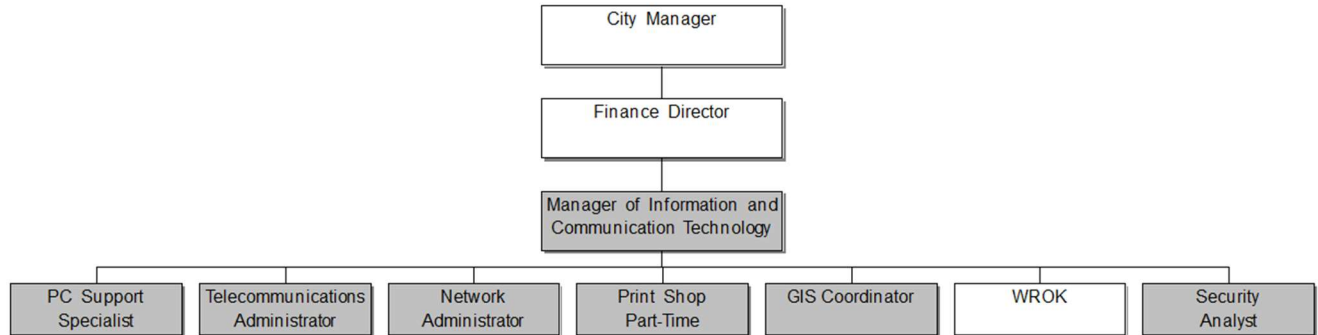 City Manager
Finance Director
Manager of Information and
Communication Technology
PC Support
Specialist
Telecommunications
Administrator
Network
Administrator
Print Shop
Part-Time
GIS Coordinator
WROK
Security
Analyst